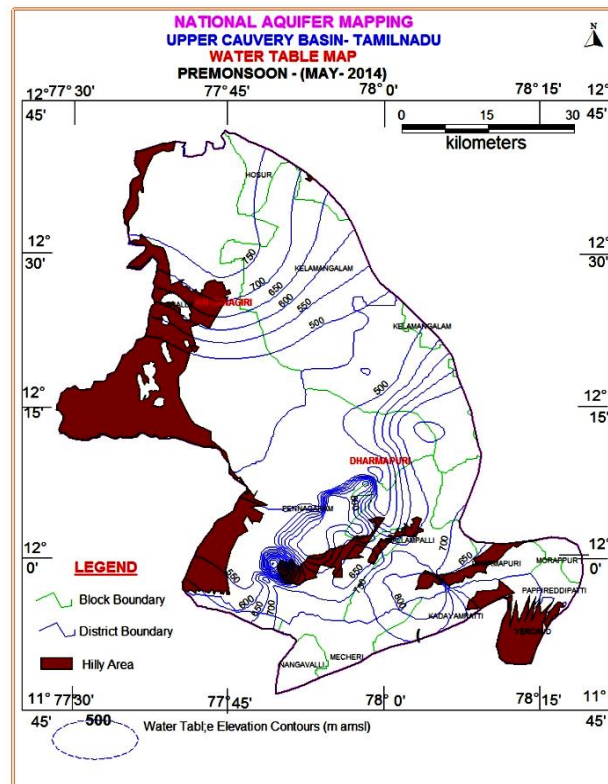 NATIONAL AQUIFER MAPPING
UPPER CAUVERY BASIN- TAMILNADU
WATER TABLE MAP
PREMONSOON - (MAY- 2014)
N
12° 77° 30' 77° 45' 78° 0' 78° 15' 12°
45' 45'
0 15 30
kilometers
HOSUR
12° 12°
30' 30'
750
KELAMANGALAM
700
650
600
550
500
KELAMANGALAM
500
12° 12°
15' 15'
DHARMAPURI
PENNAGARAM
700
12° 12°
0' 0'
650
MORAPPUR
650
DHARMAPURI
750
PAPPIREDDIPATTI
550
600
650
700
800
KADAYAMPATTI
YERCAUD
MECHERI
NANGAVALLI
LEGEND
Block Boundary
District Boundary
Hilly Area
11° 77° 30' 77° 45' 78° 0' 78° 15' 11°
45' 45'
500
Water Tabl;e Elevation Contours (m amsl)